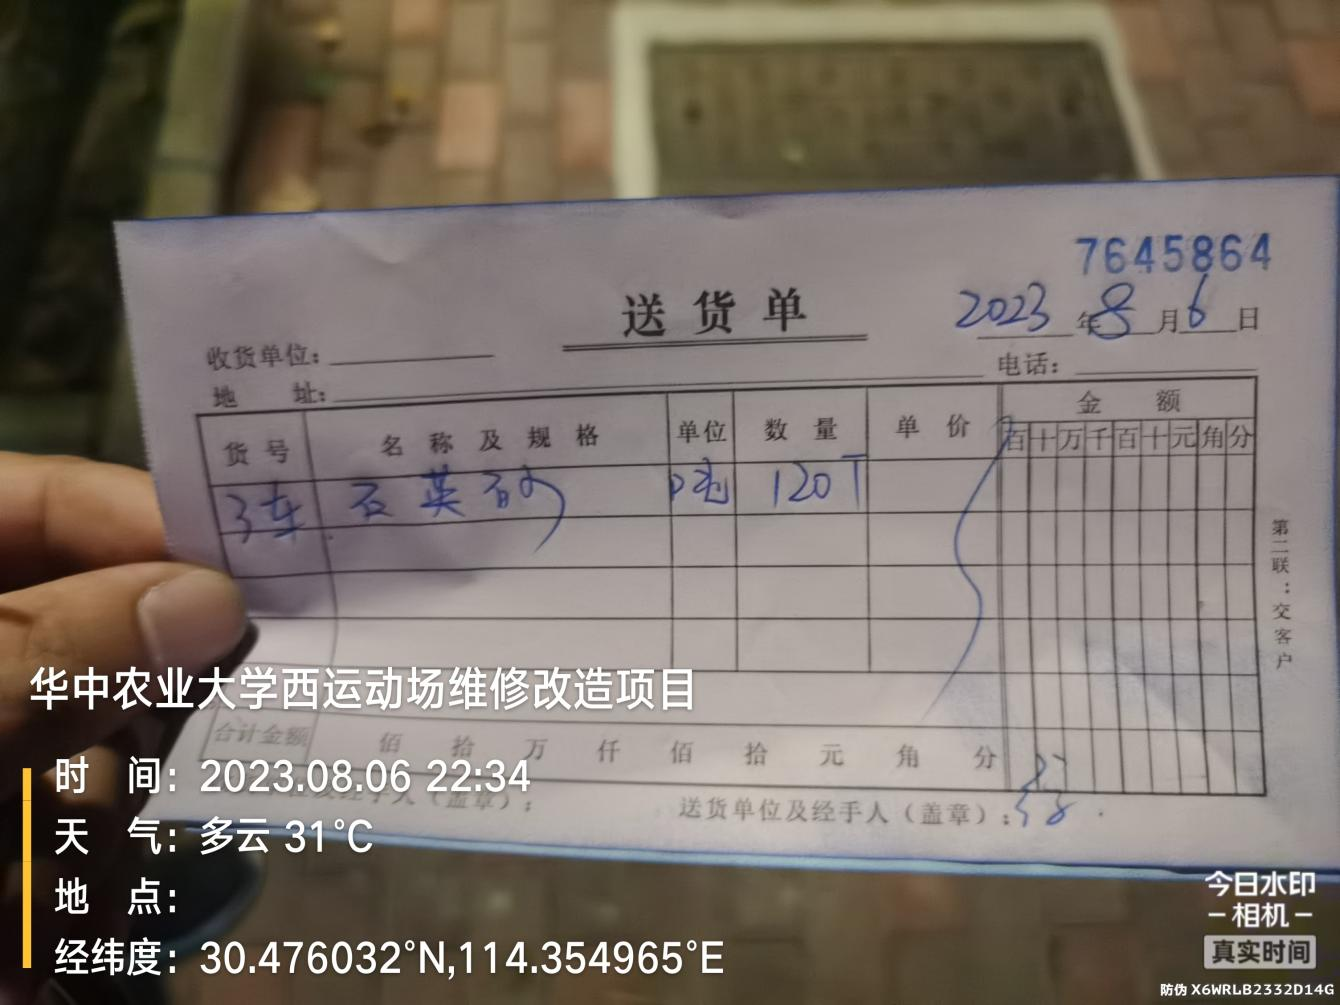 7645864
送货单
2023年8月6日
收货单位：
电话：
地 址：
货号 名称及规格 单位 数量 单价 金额
百十万千百十元角分
3车 石英砂 吨 120T
第二联：交客户
合计金额 佰 拾 万 仟 佰 拾 元 角 分
经手人（盖章）： 送货单位及经手人（盖章）：
华中农业大学西运动场维修改造项目
时 间：2023.08.06 22:34
天 气：多云 31°C
地 点：
经纬度：30.476032°N,114.354965°E
今日水印
-相机-
真实时间
防伪 X6WRLB2332D14G